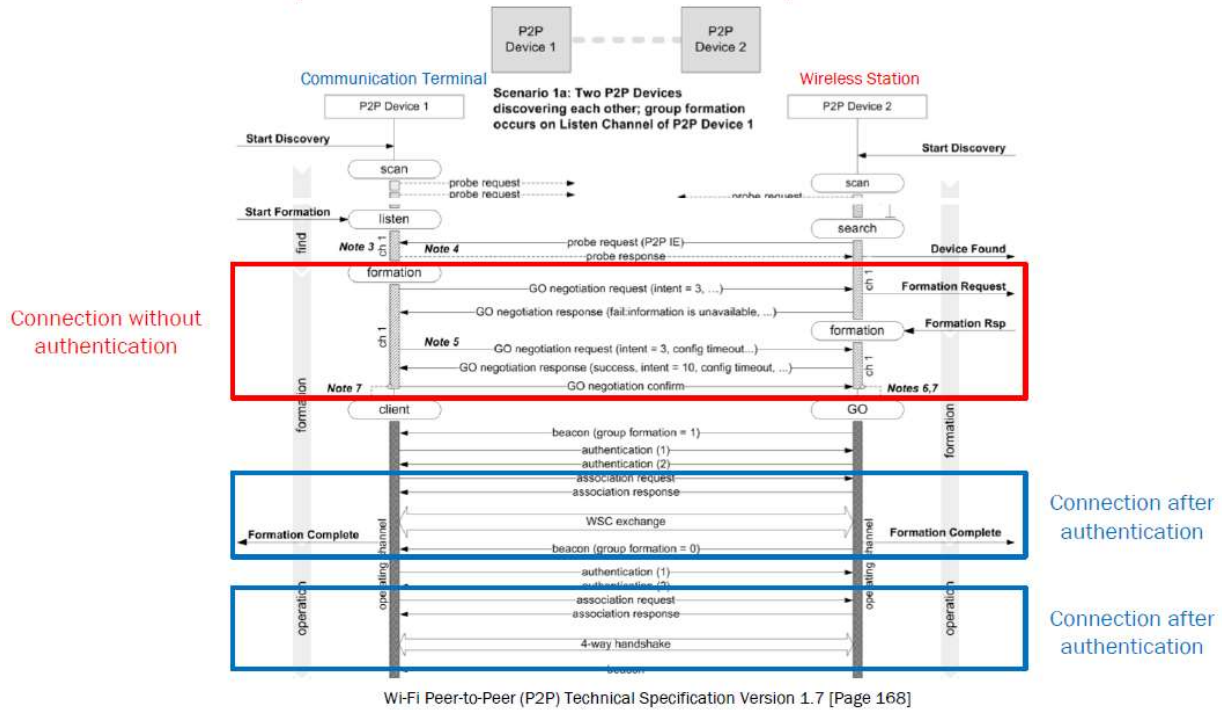 P2P
Device 1
P2P
Device 2
Communication Terminal
Wireless Station
Scenario 1a: Two P2P Devices
discovering each other; group formation
occurs on Listen Channel of P2P Device 1
P2P Device 1
P2P Device 2
Start Discovery
Start Discovery
scan
scan
probe request
probe request
probe request
Start Formation
listen
search
find
Note 3
ch 1
Note 4
probe request (P2P IE)
probe response
Device Found
formation
GO negotiation request (intent = 3, ...)
ch 1
Formation Request
Connection without
authentication
GO negotiation response (fail:information is unavailable, ...)
formation
Formation Rsp
ch 1
Note 5
GO negotiation request (intent = 3, config timeout...)
ch 1
GO negotiation response (success, intent = 10, config timeout, ...)
Note 7
GO negotiation confirm
Notes 6,7
formation
client
GO
formation
beacon (group formation = 1)
authentication (1)
authentication (2)
association request
association response
Connection after
authentication
WSC exchange
Formation Complete
Formation Complete
beacon (group formation = 0)
operating channel
operating channel
authentication (1)
authentication (2)
operation
operation
association request
association response
Connection after
authentication
4-way handshake
beacon
Wi-Fi Peer-to-Peer (P2P) Technical Specification Version 1.7 [Page 168]